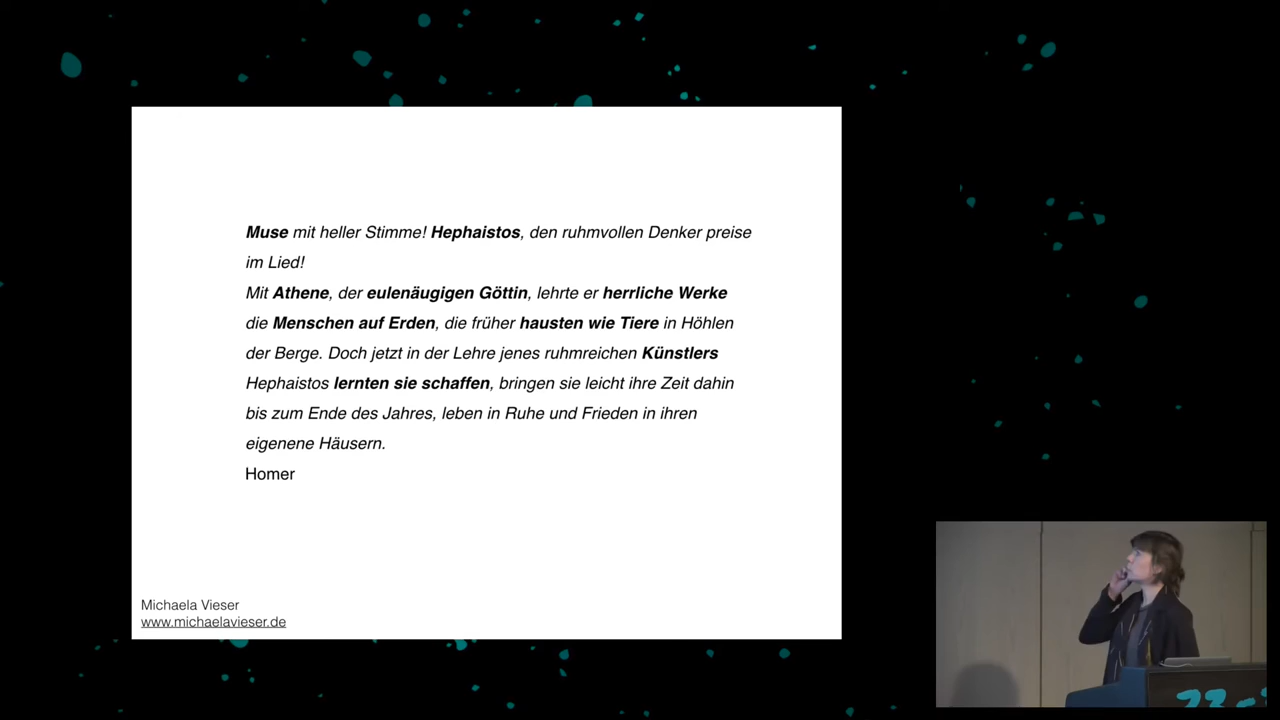 Muse mit heller Stimme! Hephaistos, den ruhmvollen Denker preise
im Lied!
Mit Athene, der eulenäugigen Göttin, lehrte er herrliche Werke
die Menschen auf Erden, die früher hausten wie Tiere in Höhlen
der Berge. Doch jetzt in der Lehre jenes ruhmreichen Künstlers
Hephaistos lernten sie schaffen, bringen sie leicht ihre Zeit dahin
bis zum Ende des Jahres, leben in Ruhe und Frieden in ihren
eigenene Häusern.
Homer
Michaela Vieser
www.michaelavieser.de